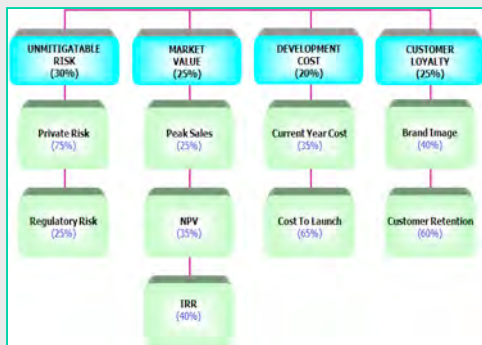 UNMITIGATABLE
RISK
(30%)
MARKET
VALUE
(25%)
DEVELOPMENT
COST
(20%)
CUSTOMER
LOYALTY
(25%)
Private Risk
(75%)
Peak Sales
(25%)
Current Year Cost
(35%)
Brand Image
(40%)
Regulatory Risk
(25%)
NPV
(35%)
Cost To Launch
(65%)
Customer Retention
(60%)
IRR
(40%)